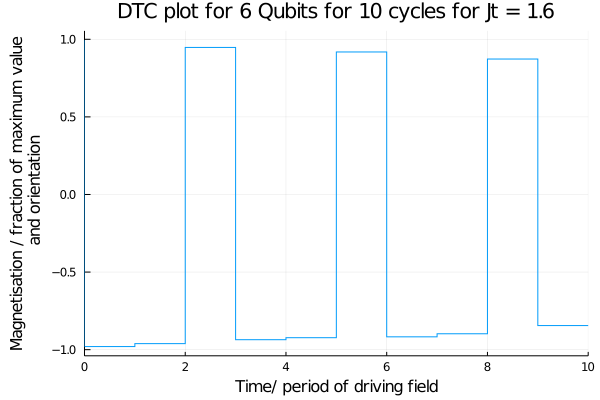 DTC plot for 6 Qubits for 10 cycles for Jt = 1.6
Magnetisation / fraction of maximum value
and orientation
1.0
0.5
0.0
−0.5
−1.0
0 2 4 6 8 10
Time/ period of driving field